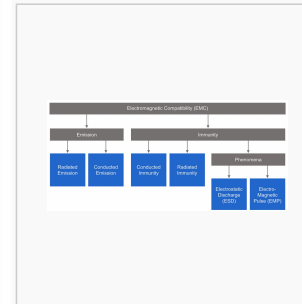 Electromagnetic Compatibility (EMC)
Emission
Immunity
Radiated
Emission
Conducted
Emission
Conducted
Immunity
Radiated
Immunity
Phenomena
Electrostatic
Discharge
(ESD)
Electro-
Magnetic
Pulse (EMP)